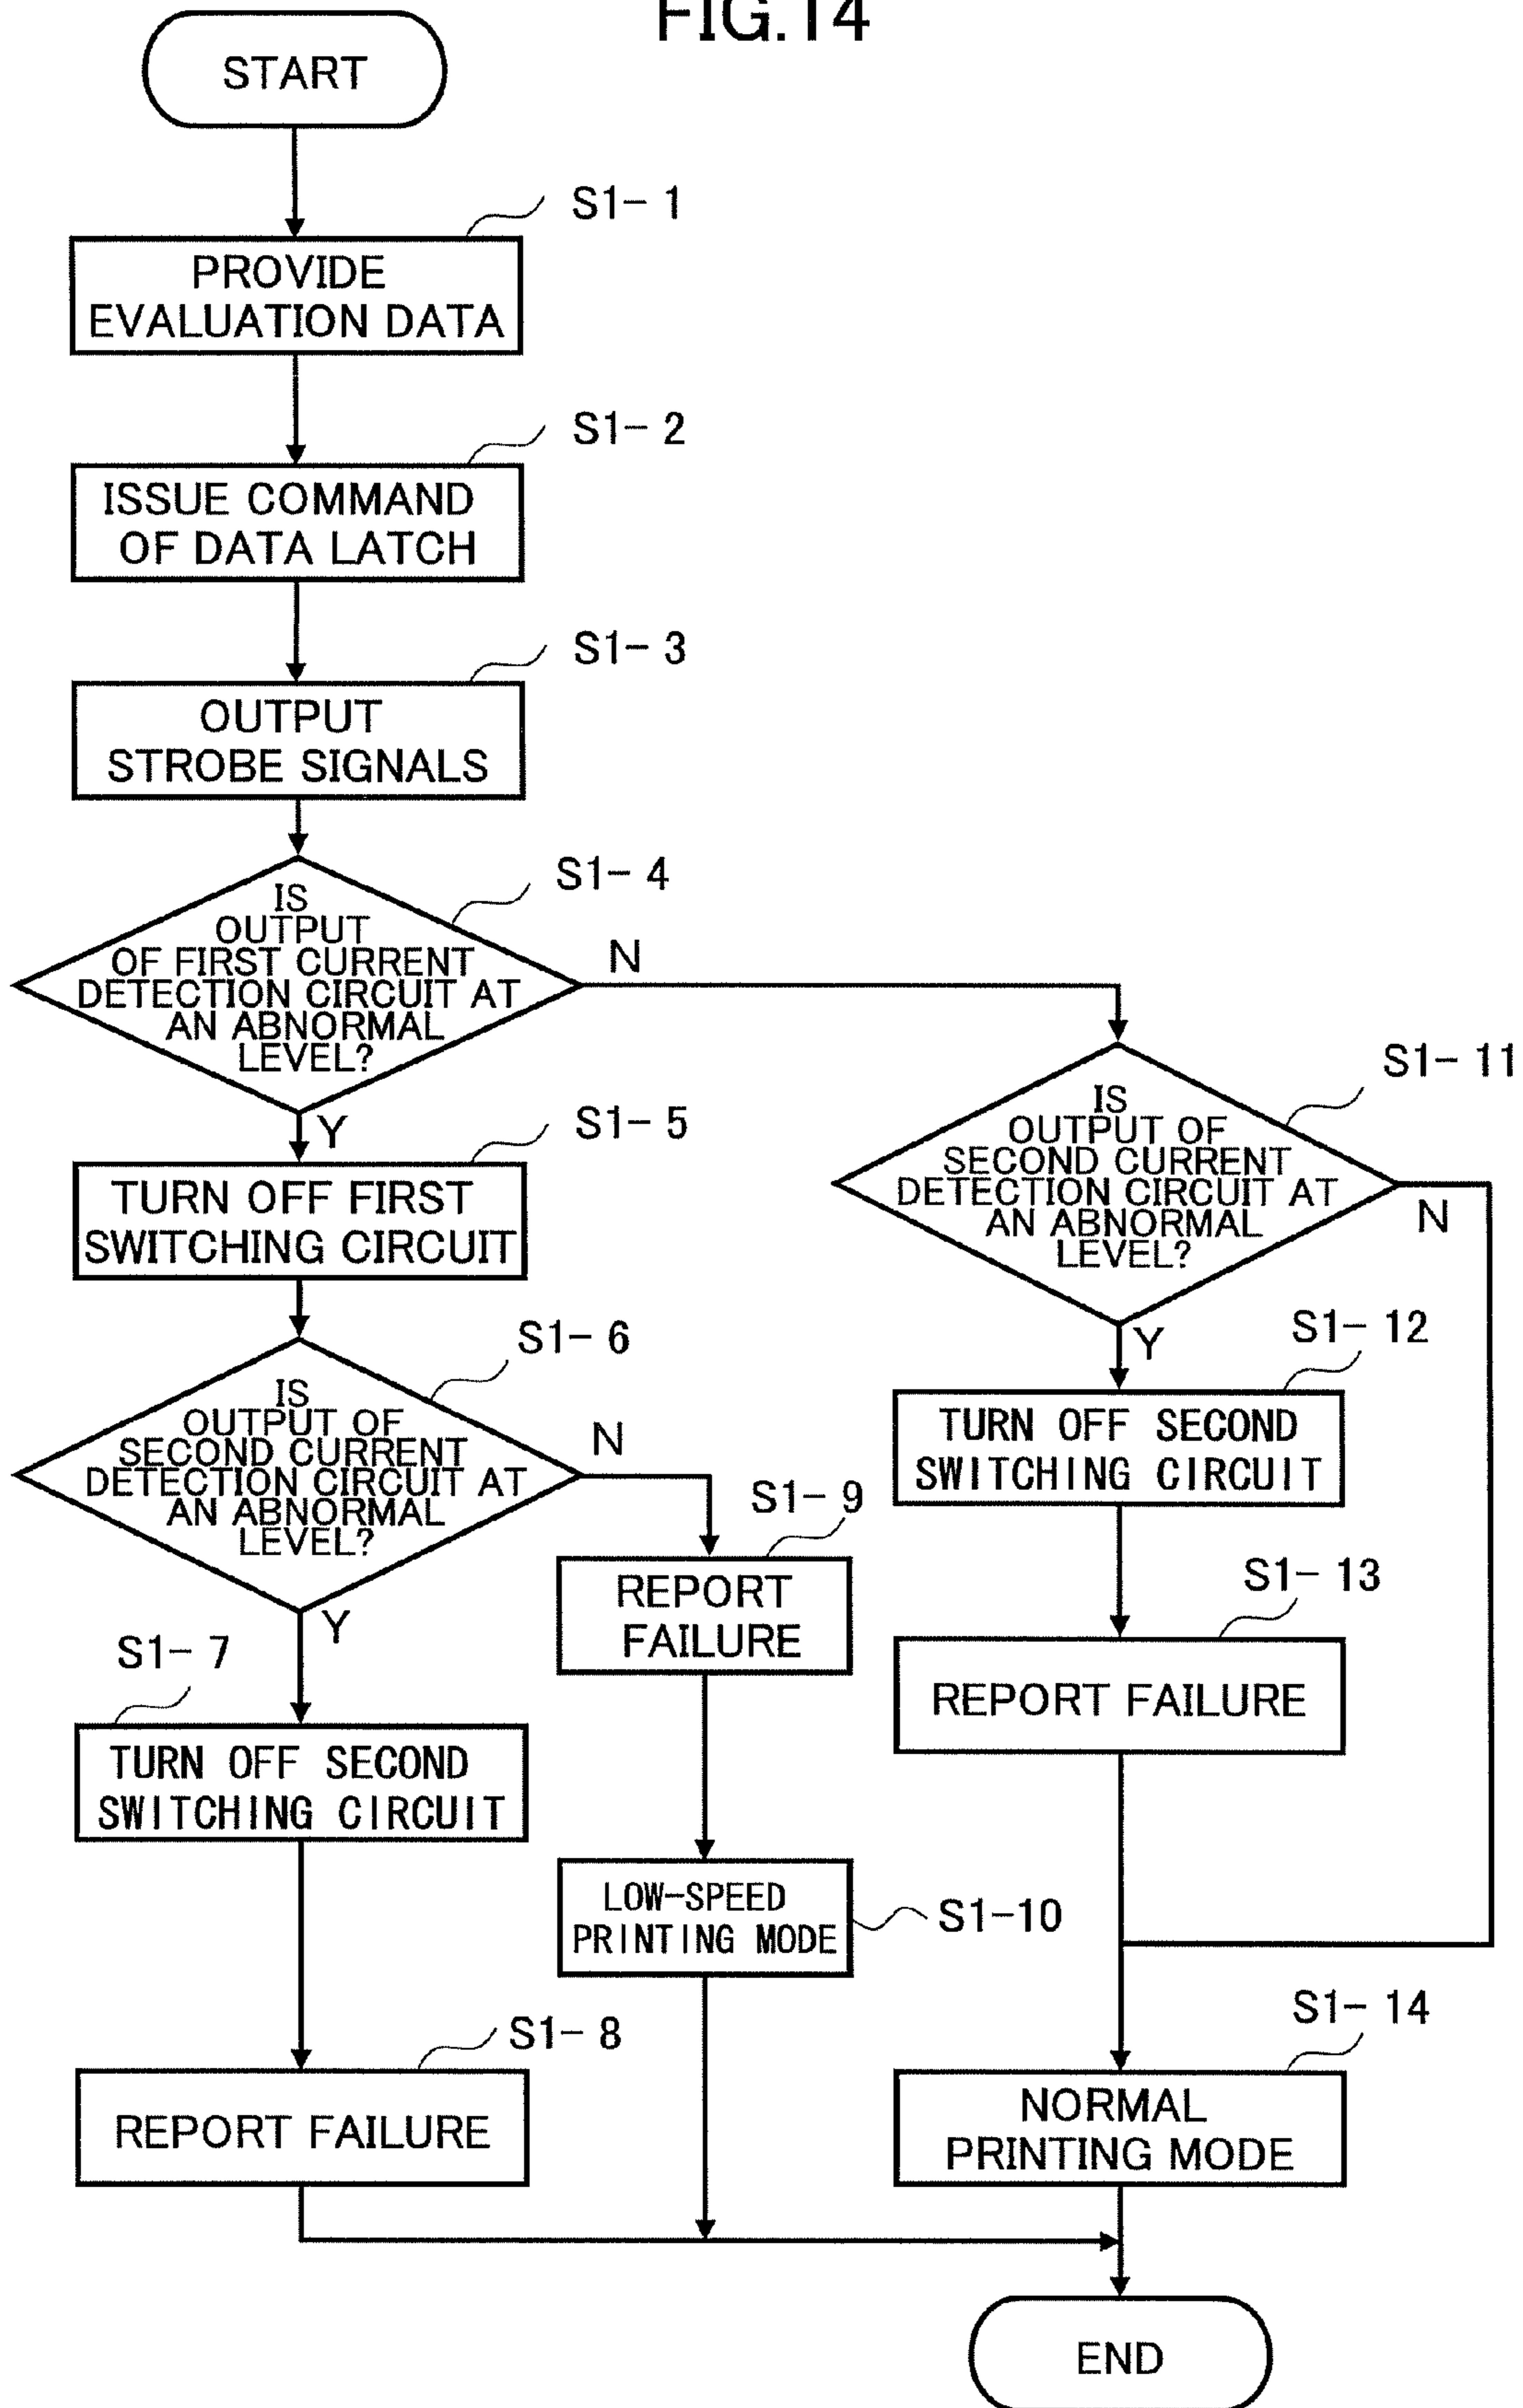 FIG.14
START
S1-1
PROVIDE
EVALUATION DATA
S1-2
ISSUE COMMAND
OF DATA LATCH
S1-3
OUTPUT
STROBE SIGNALS
S1-4
IS
OUTPUT
OF FIRST CURRENT
DETECTION CIRCUIT AT
AN ABNORMAL
LEVEL?
N
Y
S1-5
TURN OFF FIRST
SWITCHING CIRCUIT
S1-6
IS
OUTPUT OF
SECOND CURRENT
DETECTION CIRCUIT AT
AN ABNORMAL
LEVEL?
N
Y
S1-7
TURN OFF SECOND
SWITCHING CIRCUIT
S1-8
REPORT FAILURE
S1-9
REPORT
FAILURE
LOW-SPEED
PRINTING MODE
S1-10
S1-11
IS
OUTPUT OF
SECOND CURRENT
DETECTION CIRCUIT AT
AN ABNORMAL
LEVEL?
N
Y
S1-12
TURN OFF SECOND
SWITCHING CIRCUIT
S1-13
REPORT FAILURE
S1-14
NORMAL
PRINTING MODE
END